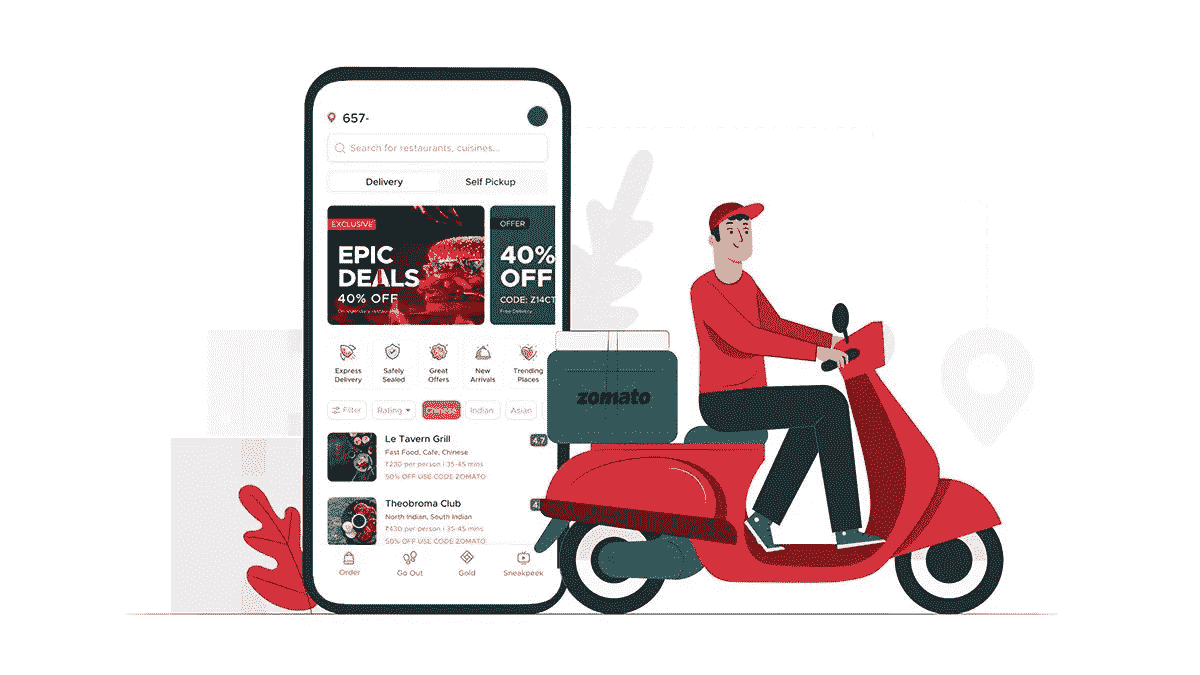 657-
Search for restaurants, cuisines...
Delivery
Self Pickup
EXCLUSIVE
EPIC
DEALS
40% OFF
OFFER
40%
OFF
CODE: Z14CT
Free Delivery
Express
Delivery
Safely
Sealed
Great
Offers
New
Arrivals
Trending
Places
Filter
Rating
Chinese
Indian
Asian
Le Tavern Grill
4.7
Fast Food, Cafe, Chinese
₹230 per person | 35-45 mins
50% OFF USE CODE ZOMATO
Theobroma Club
North Indian, South Indian
₹430 per person | 35-45 mins
50% OFF USE CODE ZOMATO
Order
Go Out
Gold
Sneakpeek
zomato